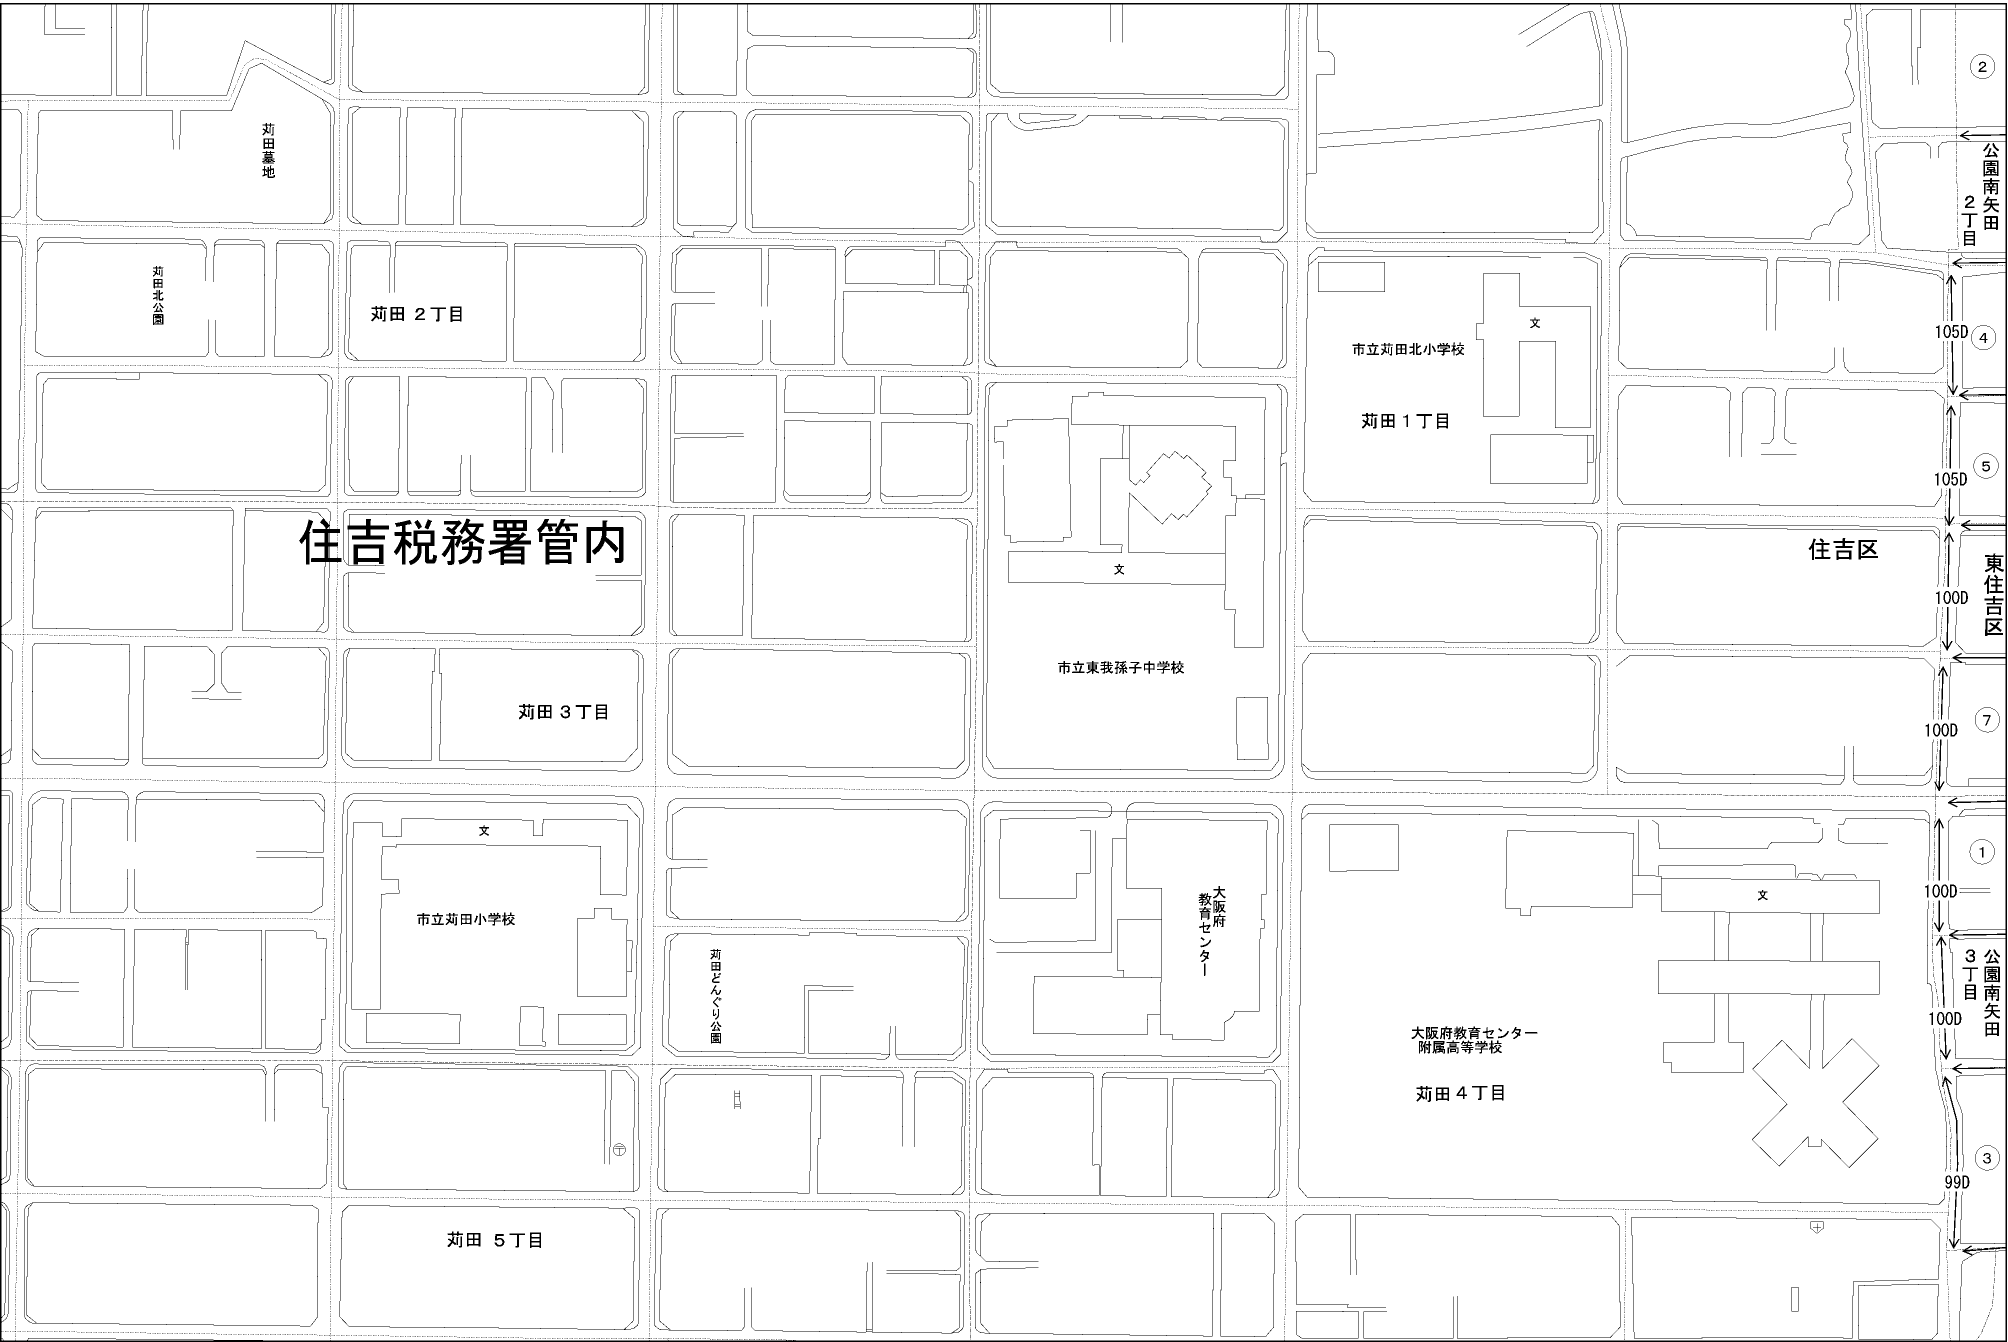 ②
公園南矢田
2丁目
苅田墓地
苅田北公園
苅田 2丁目
105D
④
文
市立苅田北小学校
苅田 1丁目
105D
⑤
住吉税務署管内
住吉区
東住吉区
文
100D
市立東我孫子中学校
苅田 3丁目
100D
⑦
文
①
100D
文
市立苅田小学校
大阪府
教育センター
苅田どんぐり公園
公園南矢田
3丁目
100D
大阪府教育センター
附属高等学校
苅田 4丁目
③
99D
苅田 5丁目